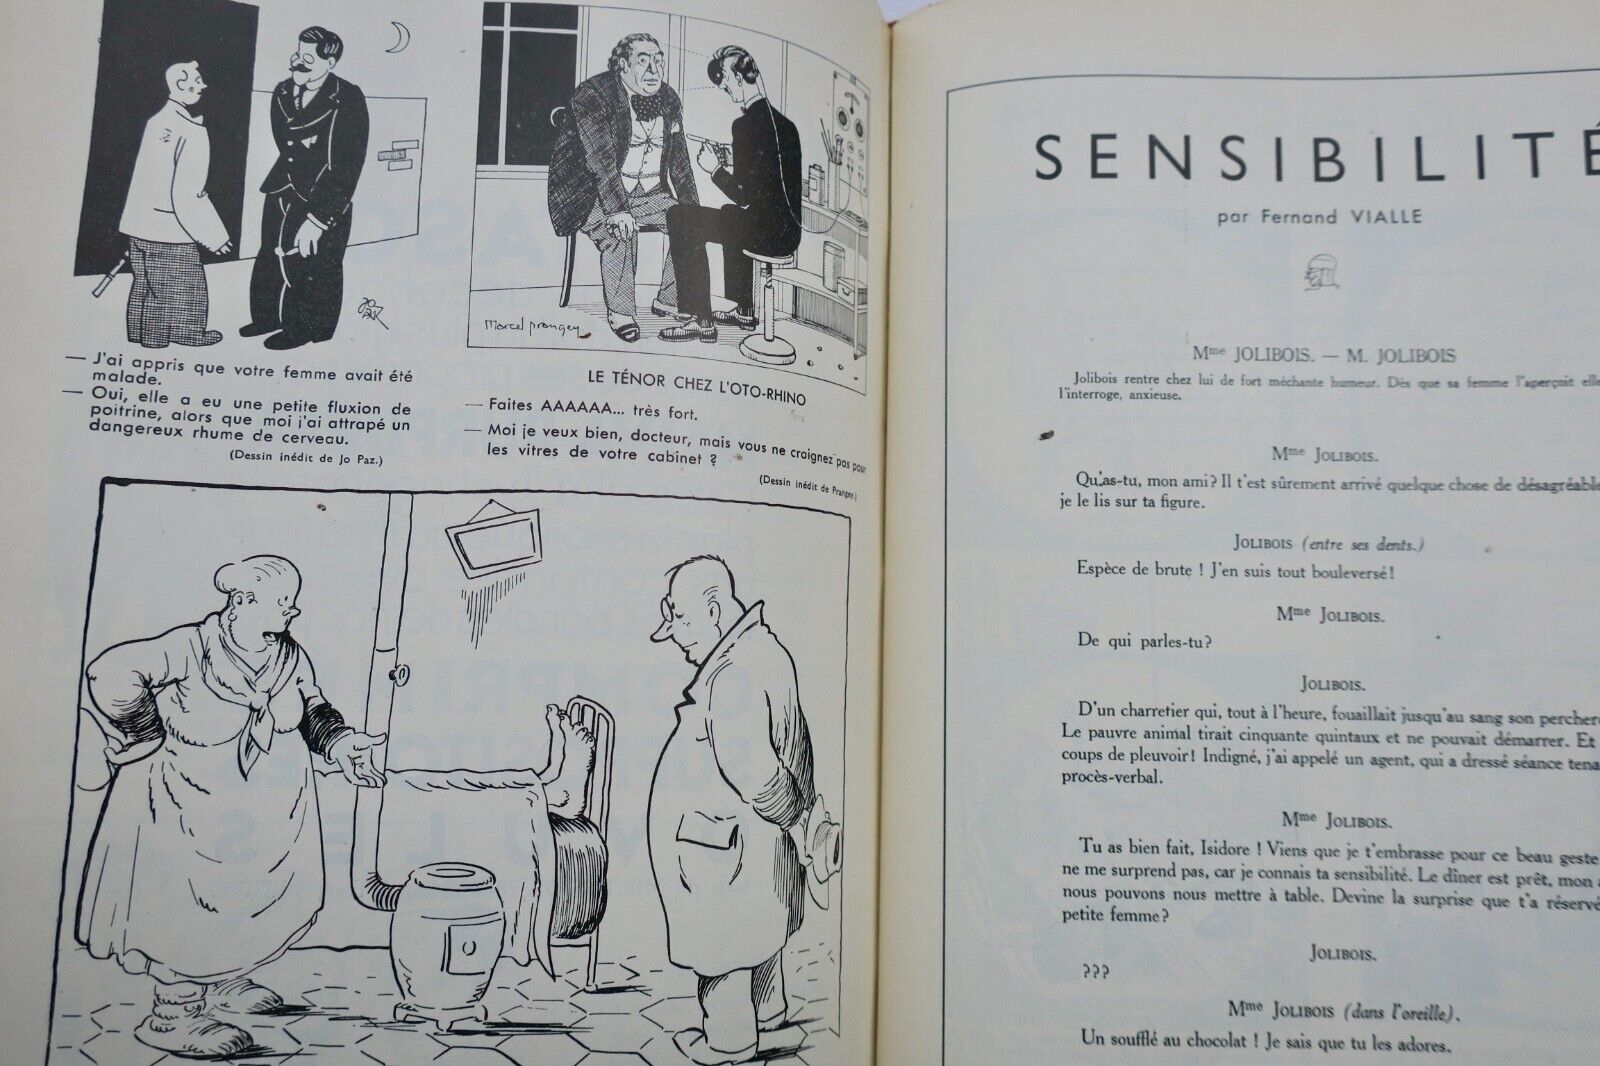 — J'ai appris que votre femme avait été
malade.
— Oui, elle a eu une petite fluxion de
poitrine, alors que moi j'ai attrapé un
dangereux rhume de cerveau.
(Dessin inédit de Jo Paz.)
Marcel Prangey
LE TÉNOR CHEZ L'OTO-RHINO
— Faites AAAAAA... très fort.
— Moi je veux bien, docteur, mais vous ne craignez pas pour
les vitres de votre cabinet ?
(Dessin inédit de Prangey.)
SENSIBILITÉ
par Fernand VIALLE
Mme JOLIBOIS. — M. JOLIBOIS
Jolibois rentre chez lui de fort méchante humeur. Dès que sa femme l'aperçoit elle
l'interroge, anxieuse.
Mme JOLIBOIS.
Qu'as-tu, mon ami ? Il t'est sûrement arrivé quelque chose de désagréable
je le lis sur ta figure.
JOLIBOIS (entre ses dents.)
Espèce de brute ! J'en suis tout bouleversé !
Mme JOLIBOIS.
De qui parles-tu ?
JOLIBOIS.
D'un charretier qui, tout à l'heure, fouaillait jusqu'au sang son perchero
Le pauvre animal tirait cinquante quintaux et ne pouvait démarrer. Et
coups de pleuvoir ! Indigné, j'ai appelé un agent, qui a dressé séance tena
procès-verbal.
Mme JOLIBOIS.
Tu as bien fait, Isidore ! Viens que je t'embrasse pour ce beau geste
ne me surprend pas, car je connais ta sensibilité. Le dîner est prêt, mon a
nous pouvons nous mettre à table. Devine la surprise que t'a réservé
petite femme ?
JOLIBOIS.
???
Mme JOLIBOIS (dans l'oreille).
Un soufflé au chocolat ! Je sais que tu les adores.